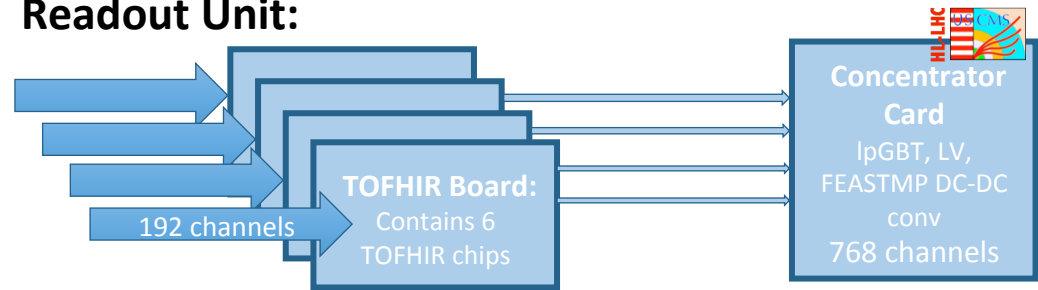 Readout Unit:
HL-LHC
US CMS
Concentrator
Card
lpGBT, LV,
FEASTMP DC-DC
conv
768 channels
TOFHIR Board:
Contains 6
TOFHIR chips
192 channels